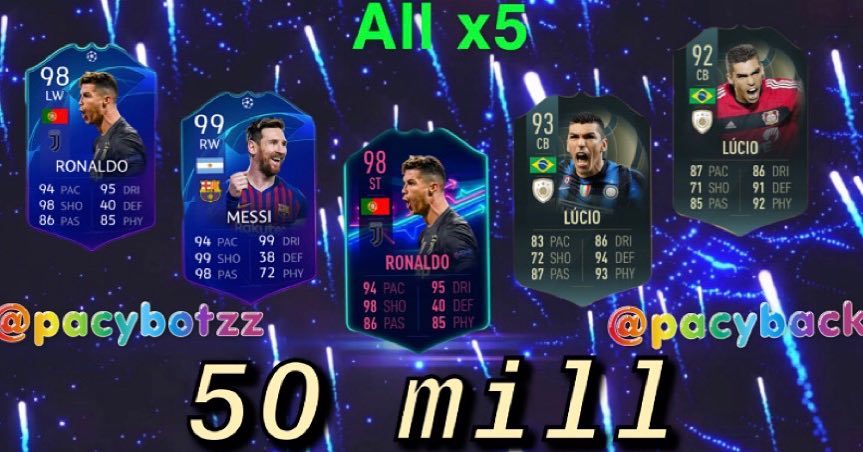 All x5
98
LW
RONALDO
94 PAC 95 DRI
98 SHO 40 DEF
86 PAS 85 PHY
99
RW
MESSI
94 PAC 99 DRI
99 SHO 38 DEF
98 PAS 72 PHY
98
ST
RONALDO
94 PAC 95 DRI
98 SHO 40 DEF
86 PAS 85 PHY
93
CB
LÚCIO
83 PAC 86 DRI
72 SHO 94 DEF
87 PAS 93 PHY
92
CB
LÚCIO
87 PAC 86 DRI
71 SHO 91 DEF
85 PAS 92 PHY
@pacybotzz
@pacyback
50 mill